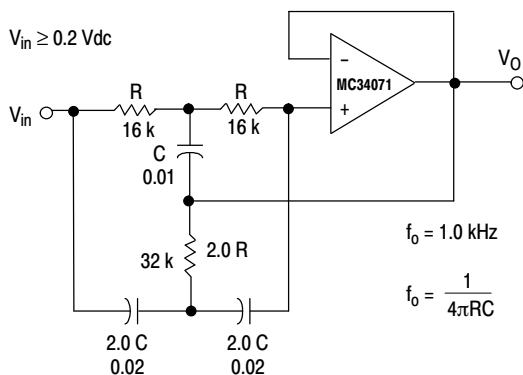 V_in ≥ 0.2 Vdc
V_in
R
16 k
R
16 k
−
+
MC34071
V_O
C
0.01
32 k
2.0 R
2.0 C
0.02
2.0 C
0.02
f_o = 1.0 kHz
f_o = 1 / 4πRC